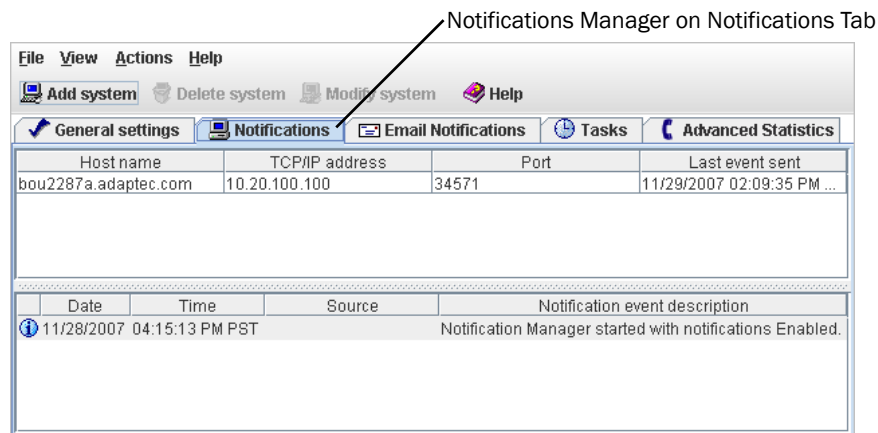 Notifications Manager on Notifications Tab
File View Actions Help
Add system Delete system Modify system Help
General settings Notifications Email Notifications Tasks Advanced Statistics
Host name TCP/IP address Port Last event sent
bou2287a.adaptec.com 10.20.100.100 34571 11/29/2007 02:09:35 PM ...
Date Time Source Notification event description
11/28/2007 04:15:13 PM PST Notification Manager started with notifications Enabled.